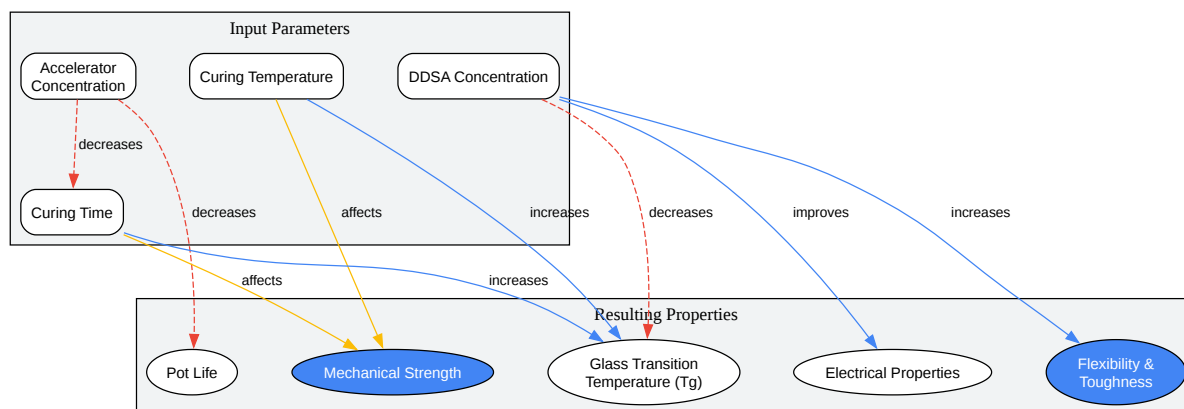 Input Parameters
Accelerator
Concentration
Curing Temperature
DDSA Concentration
decreases
Curing Time
decreases
affects
increases
decreases
improves
increases
affects
increases
Resulting Properties
Pot Life
Mechanical Strength
Glass Transition
Temperature (Tg)
Electrical Properties
Flexibility &
Toughness